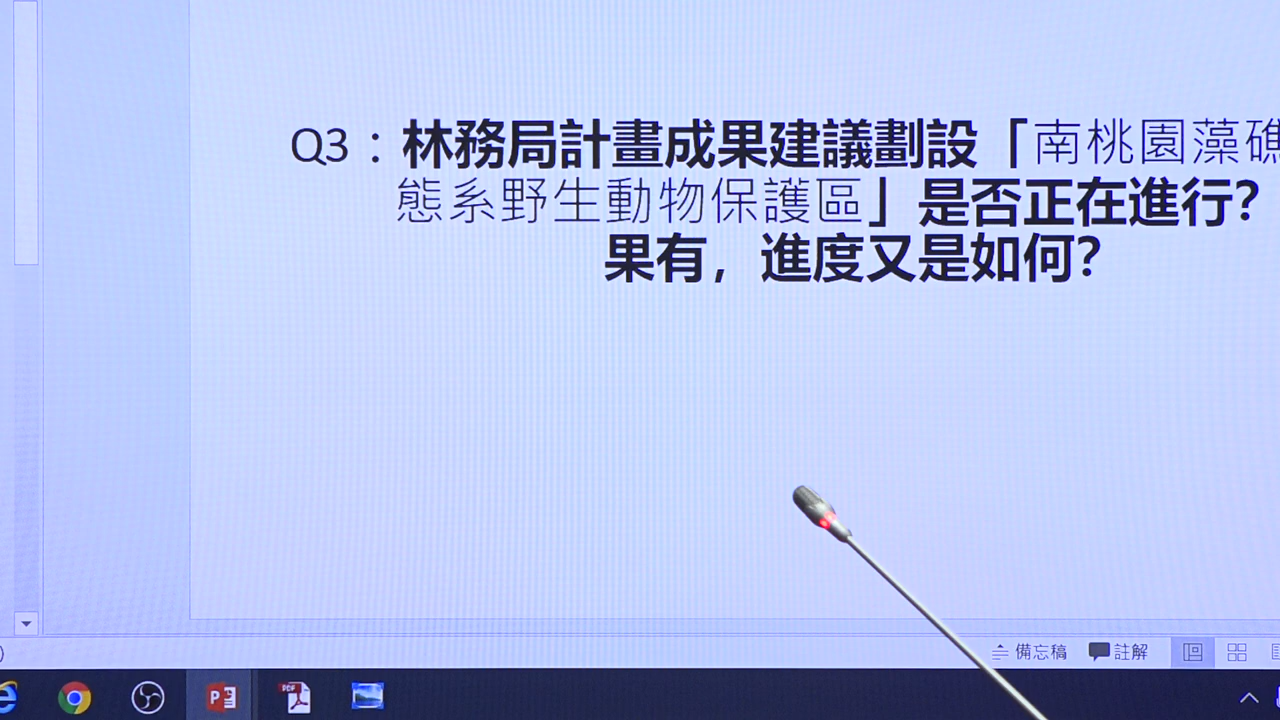 Q3：林務局計畫成果建議劃設「南桃園藻礁
態系野生動物保護區」是否正在進行？
果有，進度又是如何？
)
備忘稿 註解
PDF